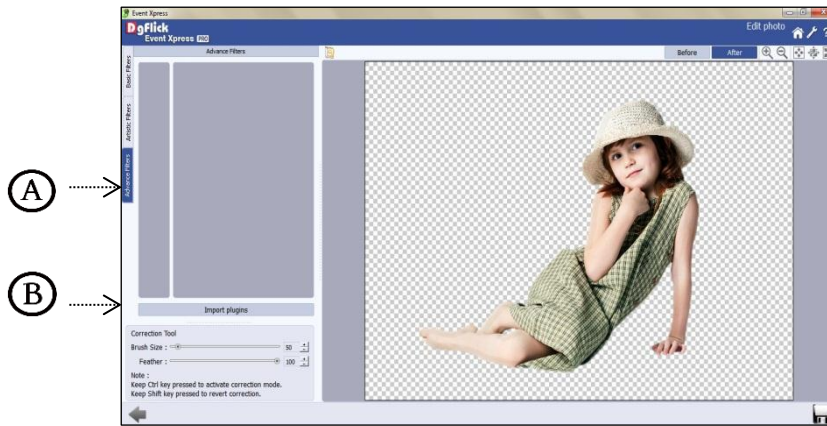 Event Xpress
DgFlick
Event Xpress PRO
Edit photo
Advance Filters
Before
After
Basic Filters
Artistic Filters
Advance Filters
A
B
Import plugins
Correction Tool
Brush Size : 50
Feather : 100
Note :
Keep Ctrl key pressed to activate correction mode.
Keep Shift key pressed to revert correction.